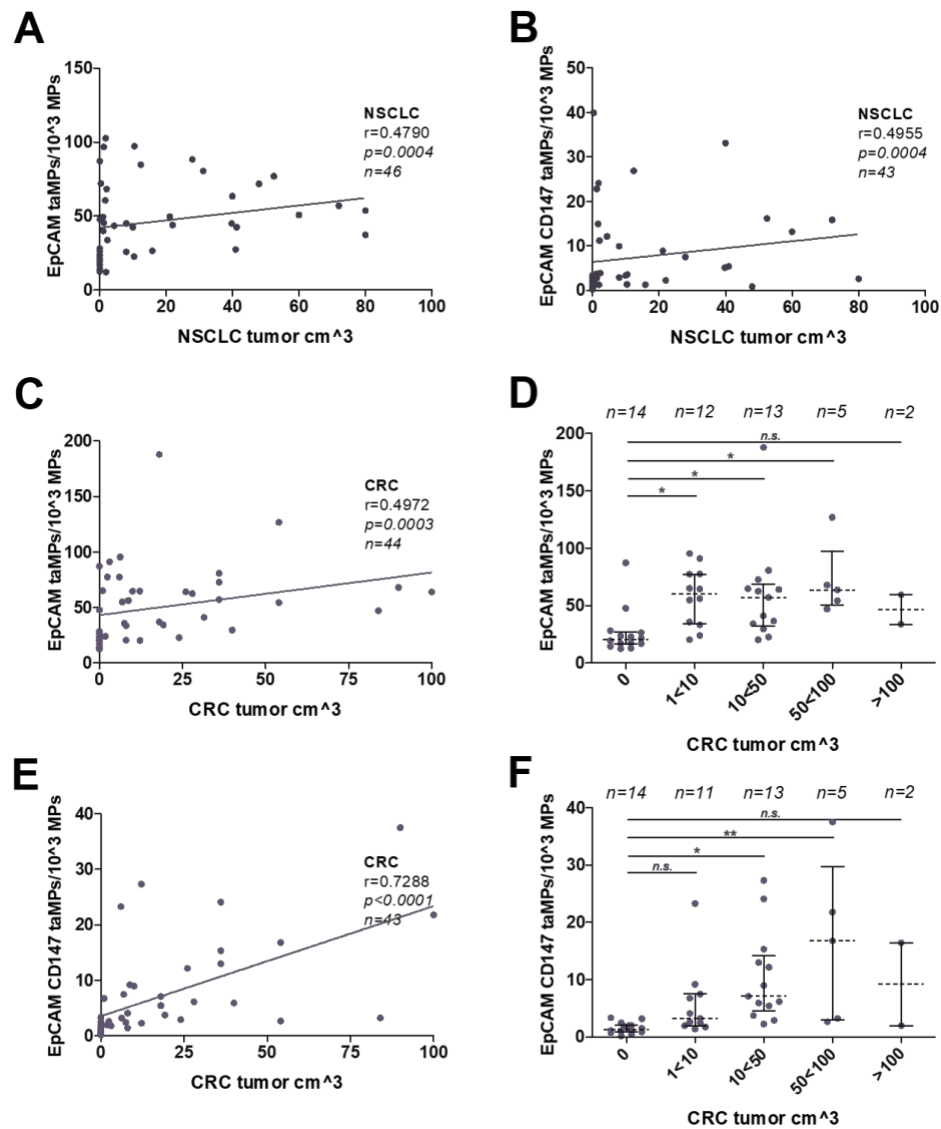 A
EpCAM taMPs/10^3 MPs
150
100
50
0
0 20 40 60 80 100
NSCLC tumor cm^3
NSCLC
r=0.4790
p=0.0004
n=46
B
EpCAM CD147 taMPs/10^3 MPs
50
40
30
20
10
0
0 20 40 60 80 100
NSCLC tumor cm^3
NSCLC
r=0.4955
p=0.0004
n=43
C
EpCAM taMPs/10^3 MPs
200
150
100
50
0
0 25 50 75 100
CRC tumor cm^3
CRC
r=0.4972
p=0.0003
n=44
D
n=14 n=12 n=13 n=5 n=2
n.s.
*
*
*
EpCAM taMPs/10^3 MPs
200
150
100
50
0
0 1<10 10<50 50<100 >100
CRC tumor cm^3
E
EpCAM CD147 taMPs/10^3 MPs
40
30
20
10
0
0 25 50 75 100
CRC tumor cm^3
CRC
r=0.7288
p<0.0001
n=43
F
n=14 n=11 n=13 n=5 n=2
n.s.
**
*
n.s.
EpCAM CD147 taMPs/10^3 MPs
40
30
20
10
0
0 1<10 10<50 50<100 >100
CRC tumor cm^3